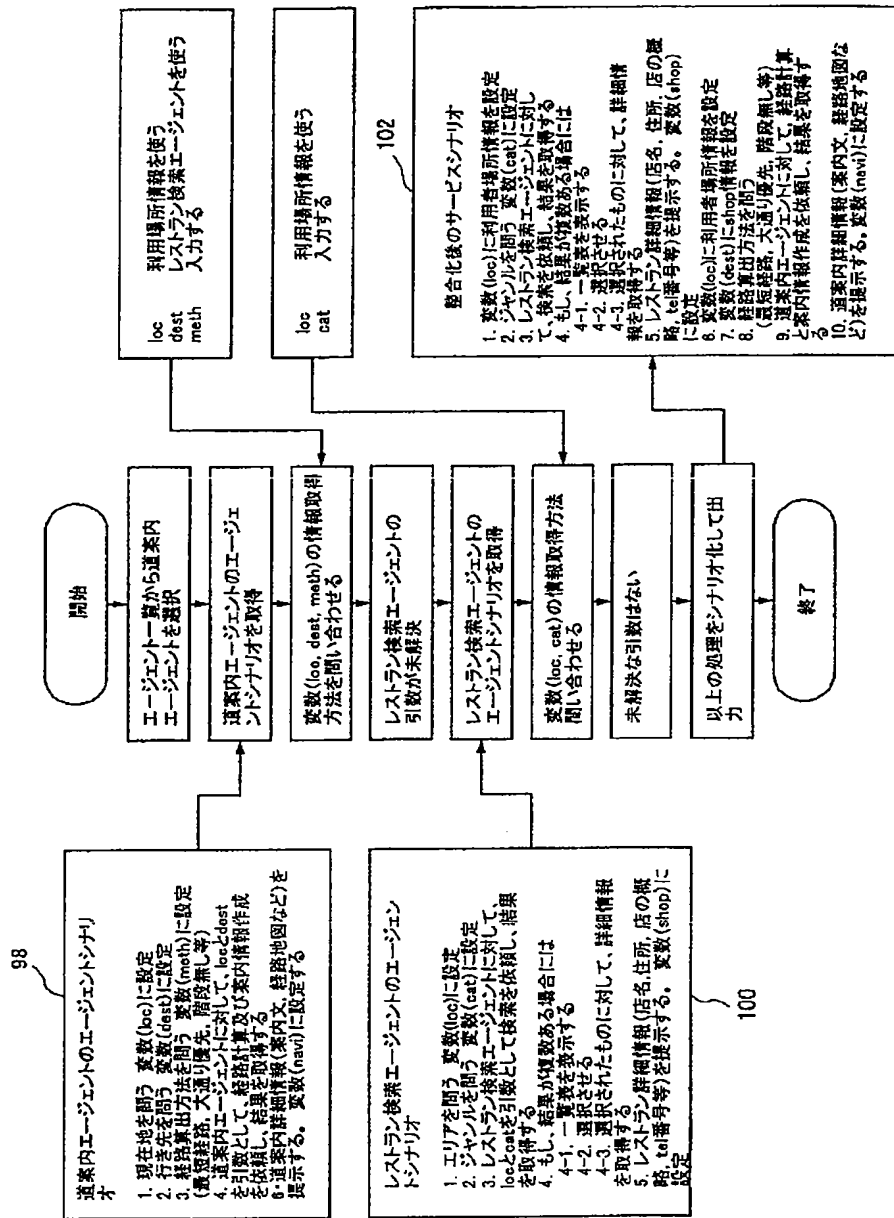 98
道案内エージェントのエージェントシナリ
オ
1. 現在地を問う 変数(loc)に設定
2. 行き先を問う 変数(dest)に設定
3. 経路算出方法を問う 変数(meth)に設定
(最短経路, 大通り優先, 階段無し等)
4. 道案内エージェントに対して, locとdest
を引数として, 経路計算及び案内情報作成
を依頼し, 結果を取得する
6・道案内詳細情報(案内文, 経路地図など)を
提示する。 変数(navi)に設定する
レストラン検索エージェントのエージェン
トシナリオ
1. エリアを問う 変数(loc)に設定
2. ジャンルを問う 変数(cat)に設定
3. レストラン検索エージェントに対して,
locとcatを引数として検索を依頼し, 結果
を取得する
4. もし, 結果が複数ある場合には
4-1. 一覧表を表示する
4-2. 選択させる
4-3. 選択されたものに対して, 詳細情報
を取得する
5. レストラン詳細情報(店名,住所, 店の概
略, tel番号等)を提示する。 変数(shop)に
設定
100
開始
エージェント一覧から道案内
エージェントを選択
道案内エージェントのエージェ
ントシナリオを取得
変数(loc, dest, meth)の情報取得
方法を問い合わせる
レストラン検索エージェントの
引数が未解決
レストラン検索エージェントの
エージェントシナリオを取得
変数(loc, cat)の情報取得方法
問い合わせる
未解決な引数はない
以上の処理をシナリオ化して出
力
終了
loc 利用場所情報を使う
dest レストラン検索エージェントを使う
meth 入力する
loc 利用場所情報を使う
cat 入力する
102
整合化後のサービスシナリオ
1. 変数(loc)に利用者場所情報を設定
2. ジャンルを問う 変数(cat)に設定
3. レストラン検索エージェントに対し
て, 検索を依頼し, 結果を取得する
4. もし, 結果が複数ある場合には
4-1. 一覧表を表示する
4-2. 選択させる
4-3. 選択されたものに対して, 詳細情
報を取得する
5. レストラン詳細情報(店名, 住所, 店の概
略, tel番号等)を提示する。 変数(shop)
に設定
6. 変数(loc)に利用者場所情報を設定
7. 変数(dest)にshop情報を設定
8. 経路算出方法を問う
(最短経路, 大通り優先, 階段無し等)
9. 道案内エージェントに対して, 経路計算
と案内情報作成を依頼し, 結果を取得す
る
10. 道案内詳細情報(案内文, 経路地図な
ど)を提示する。変数(navi)に設定する